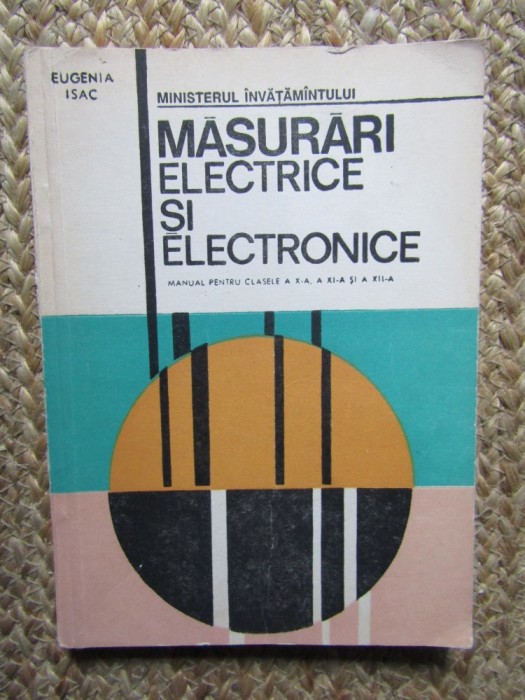 EUGENIA
ISAC
MINISTERUL ÎNVĂȚĂMÎNTULUI
MĂSURĂRI
ELECTRICE
ȘI
ELECTRONICE
MANUAL PENTRU CLASELE A X-A, A XI-A ȘI A XII-A